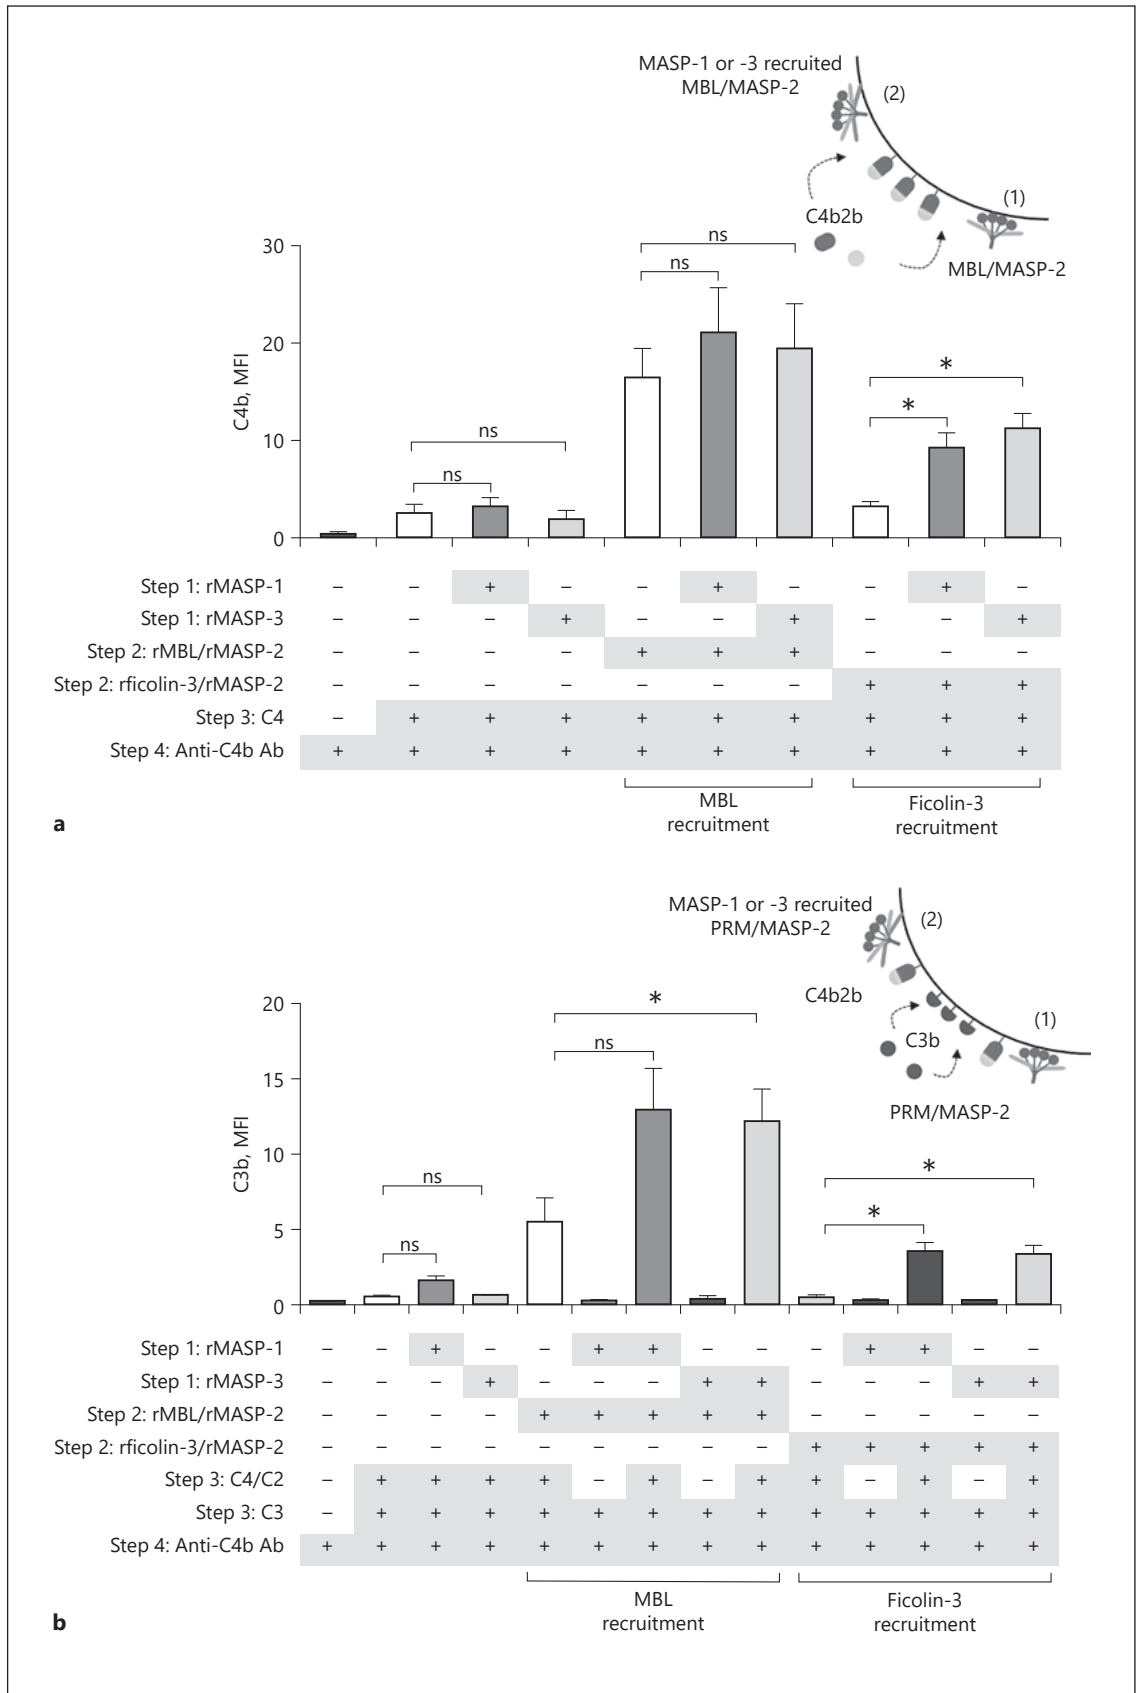 MASP-1 or -3 recruited
MBL/MASP-2
(2)
(1)
C4b2b
MBL/MASP-2
30
20
10
0
C4b, MFI
ns
ns
ns
ns
*
*
Step 1: rMASP-1 – – + – – + – – + –
Step 1: rMASP-3 – – – + – – + – – +
Step 2: rMBL/rMASP-2 – – – – + + + – – –
Step 2: rficolin-3/rMASP-2 – – – – – – – + + +
Step 3: C4 – + + + + + + + + +
Step 4: Anti-C4b Ab + + + + + + + + + +
MBL
recruitment
Ficolin-3
recruitment
a
MASP-1 or -3 recruited
PRM/MASP-2
(2)
C4b2b
(1)
C3b
PRM/MASP-2
20
15
10
5
0
C3b, MFI
ns
ns
ns
*
*
*
Step 1: rMASP-1 – – + – – + + – – – + + – –
Step 1: rMASP-3 – – – + – – – + + – – – + +
Step 2: rMBL/rMASP-2 – – – – + + + + + – – – – –
Step 2: rficolin-3/rMASP-2 – – – – – – – – – + + + + +
Step 3: C4/C2 – + + + + – + – + + – + – +
Step 3: C3 – + + + + + + + + + + + + +
Step 4: Anti-C4b Ab + + + + + + + + + + + + + +
MBL
recruitment
Ficolin-3
recruitment
b